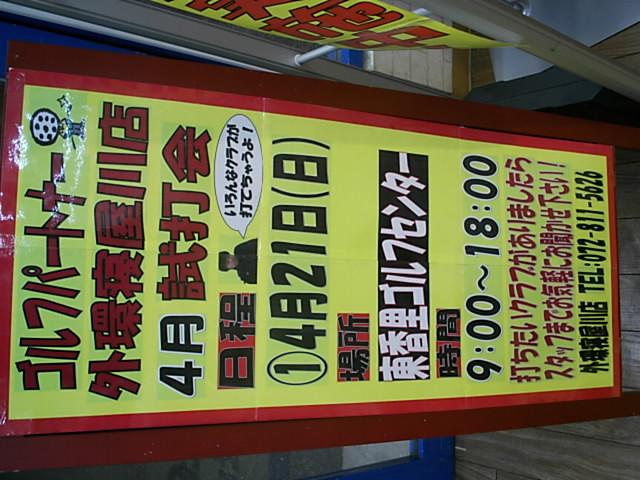 ゴルフパートナー
外環寝屋川店
4月 試打会
いろんなクラブが
打てちゃうよ!
日程
①4月21日(日)
場所
東香里ゴルフセンター
時間
9:00~18:00
打ちたいクラブがありましたら
スタッフまでお気軽にお聞かせ下さい!
外環寝屋川店 TEL:072-811-5626